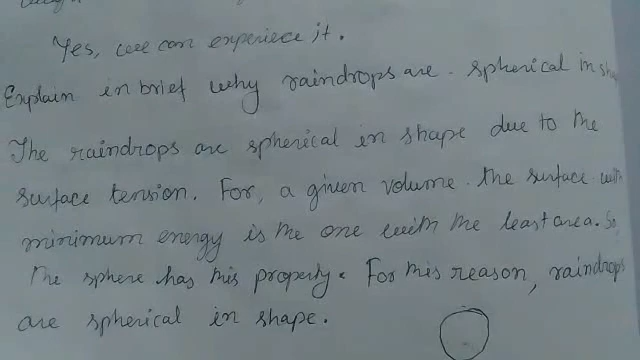 Yes, we can experiece it.
Explain in brief why raindrops are spherical in
The raindrops are spherical in shape due to the
surface tension. For, a given volume the surface with
minimum energy is the one with the least area. So,
The sphere has this property. For this reason, raindrops
are spherical in shape.